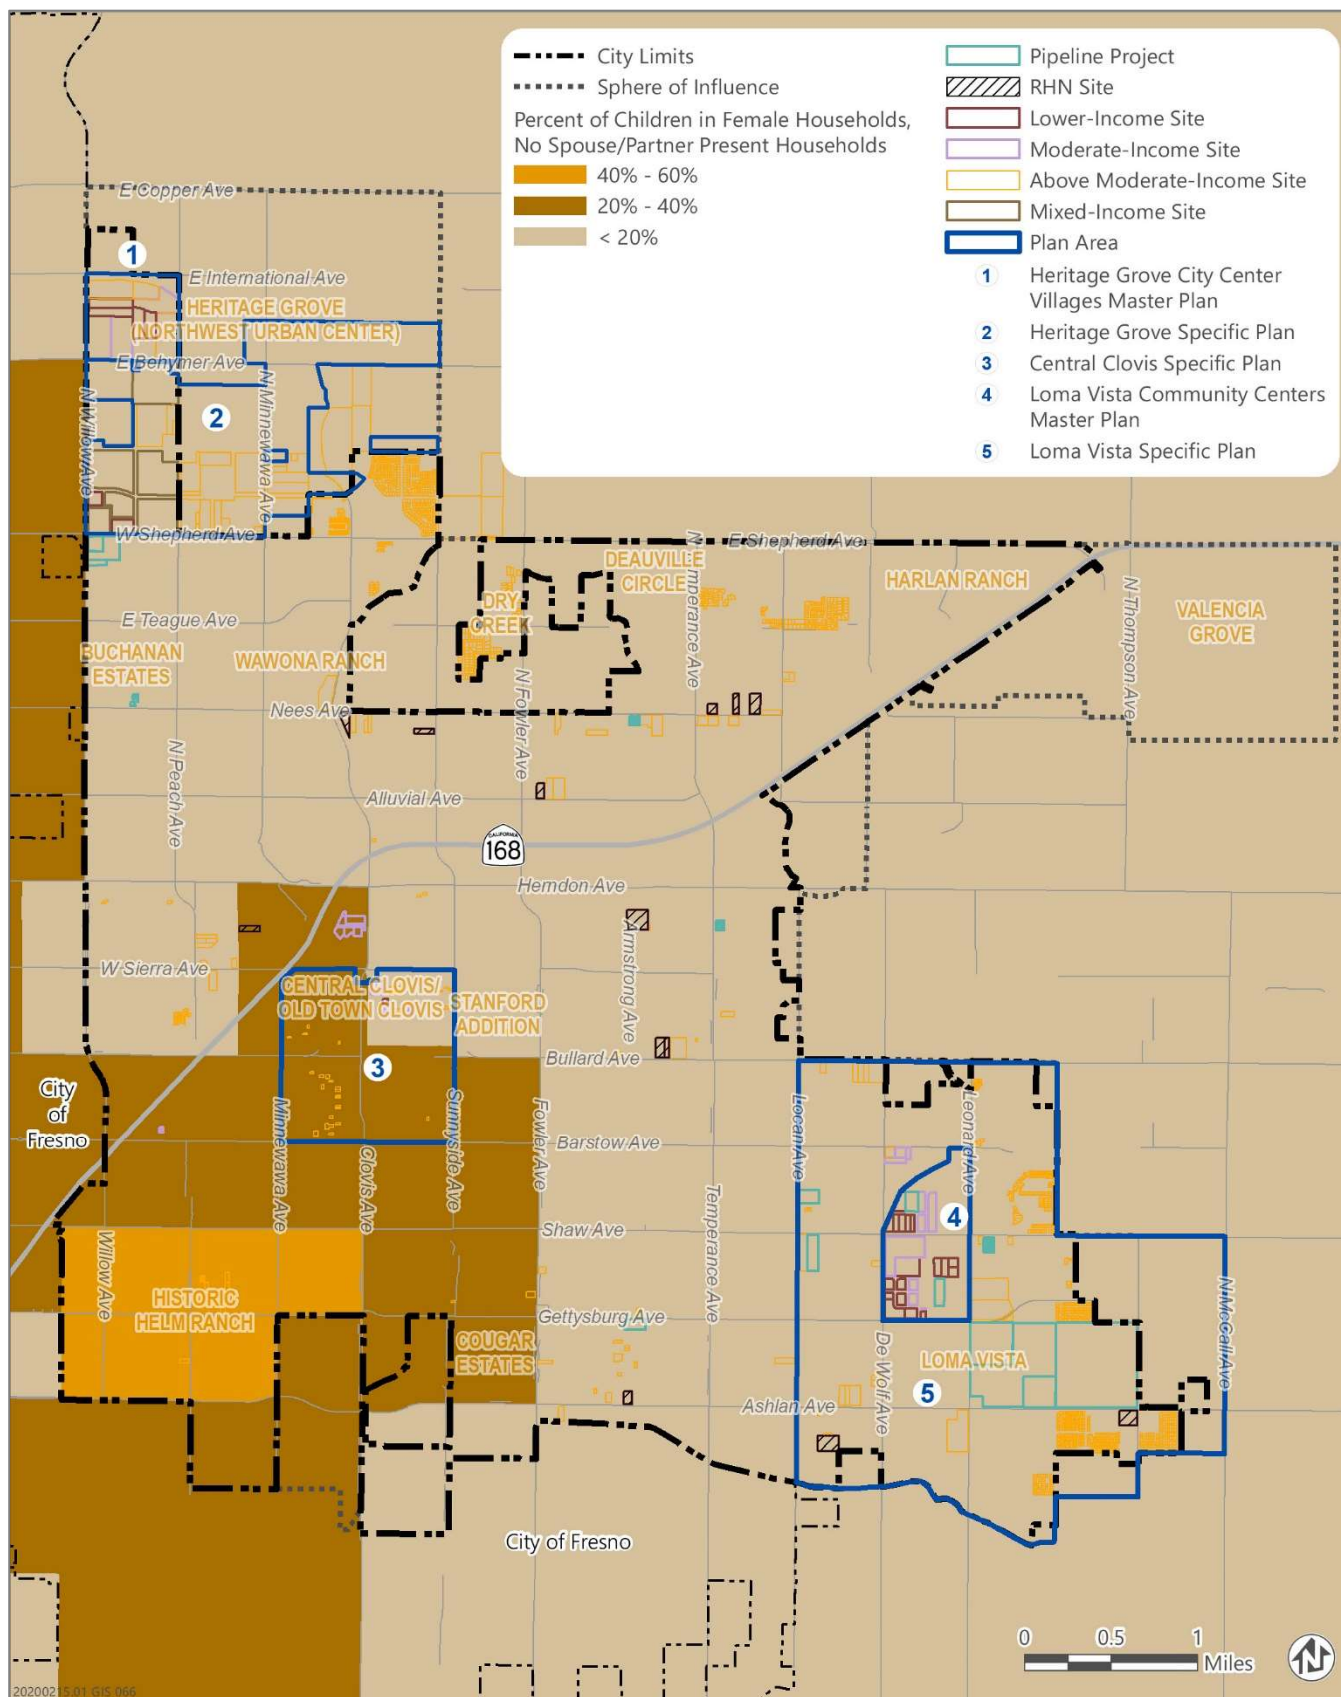 City Limits
Sphere of Influence
Percent of Children in Female Households,
No Spouse/Partner Present Households
40% - 60%
20% - 40%
< 20%
Pipeline Project
RHN Site
Lower-Income Site
Moderate-Income Site
Above Moderate-Income Site
Mixed-Income Site
Plan Area
1 Heritage Grove City Center
Villages Master Plan
2 Heritage Grove Specific Plan
3 Central Clovis Specific Plan
4 Loma Vista Community Centers
Master Plan
5 Loma Vista Specific Plan
E Copper Ave
1
E International Ave
HERITAGE GROVE
(NORTHWEST URBAN CENTER)
E Behymer Ave
N Willow Ave
2
N Minnewawa Ave
W Shepherd Ave
E Shepherd Ave
N Temperance Ave
DEAUVILLE
CIRCLE
HARLAN RANCH
N Thompson Ave
VALENCIA
GROVE
DRY
CREEK
E Teague Ave
BUCHANAN
ESTATES
WAWONA RANCH
Nees Ave
N Fowler Ave
N Peach Ave
Alluvial Ave
CALIFORNIA
168
Herndon Ave
Armstrong Ave
W Sierra Ave
CENTRAL CLOVIS/
OLD TOWN CLOVIS
STANFORD
ADDITION
Bullard Ave
3
City
of
Fresno
Minnewawa Ave
Clovis Ave
Sunnyside Ave
Fowler Ave
Barstow Ave
Locan Ave
Leonard Ave
Temperance Ave
Shaw Ave
4
Willow Ave
HISTORIC
HELM RANCH
Gettysburg Ave
COUGAR
ESTATES
De Wolf Ave
LOMA VISTA
5
N McCall Ave
Ashlan Ave
City of Fresno
0 0.5 1
Miles
N
20200215.01 GIS 066